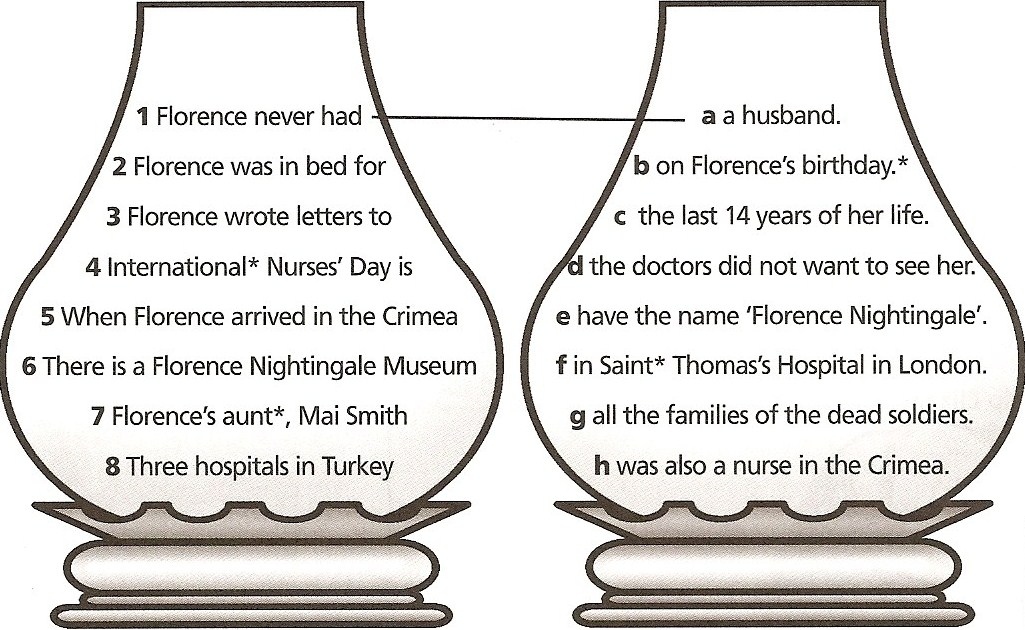 1 Florence never had
2 Florence was in bed for
3 Florence wrote letters to
4 International* Nurses' Day is
5 When Florence arrived in the Crimea
6 There is a Florence Nightingale Museum
7 Florence's aunt*, Mai Smith
8 Three hospitals in Turkey
a a husband.
b on Florence's birthday.*
c the last 14 years of her life.
d the doctors did not want to see her.
e have the name 'Florence Nightingale'.
f in Saint* Thomas's Hospital in London.
g all the families of the dead soldiers.
h was also a nurse in the Crimea.